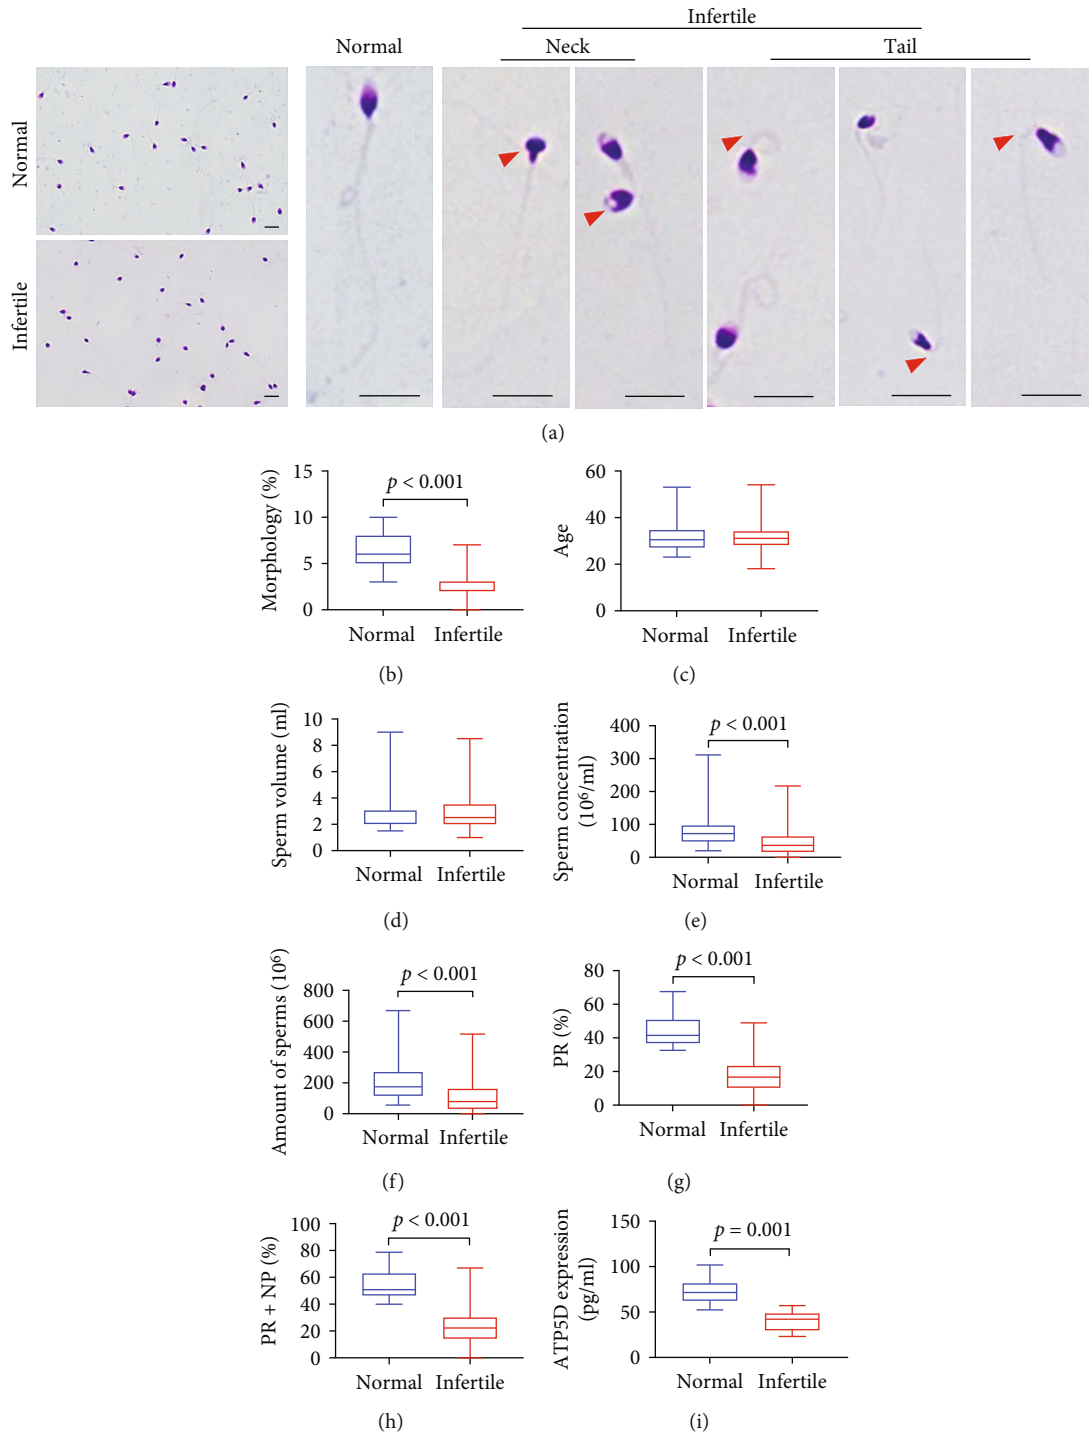 Infertile
Normal
Neck
Tail
Normal
Infertile
(a)
Morphology (%)
15
10
5
0
p < 0.001
Normal Infertile
(b)
Age
60
40
20
0
Normal Infertile
(c)
Sperm volume (ml)
10
8
6
4
2
0
Normal Infertile
(d)
Sperm concentration
(10⁶/ml)
400
300
200
100
0
p < 0.001
Normal Infertile
(e)
Amount of sperms (10⁶)
800
600
400
200
0
p < 0.001
Normal Infertile
(f)
PR (%)
80
60
40
20
0
p < 0.001
Normal Infertile
(g)
PR + NP (%)
100
80
60
40
20
0
p < 0.001
Normal Infertile
(h)
ATP5D expression
(pg/ml)
150
100
50
0
p = 0.001
Normal Infertile
(i)